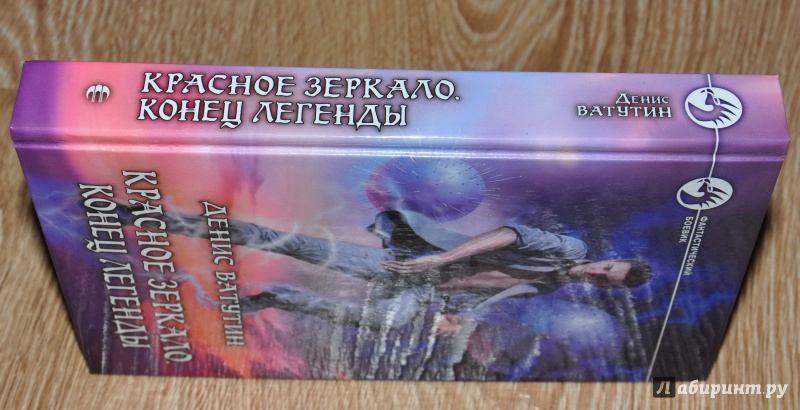 КРАСНОЕ ЗЕРКАЛО.
КОНЕЦ ЛЕГЕНДЫ
ДЕНИС
ВАТУТИН
ДЕНИС ВАТУТИН
КРАСНОЕ ЗЕРКАЛО.
КОНЕЦ ЛЕГЕНДЫ
ФАНТАСТИЧЕСКИЙ
БОЕВИК
Лабиринт.ру